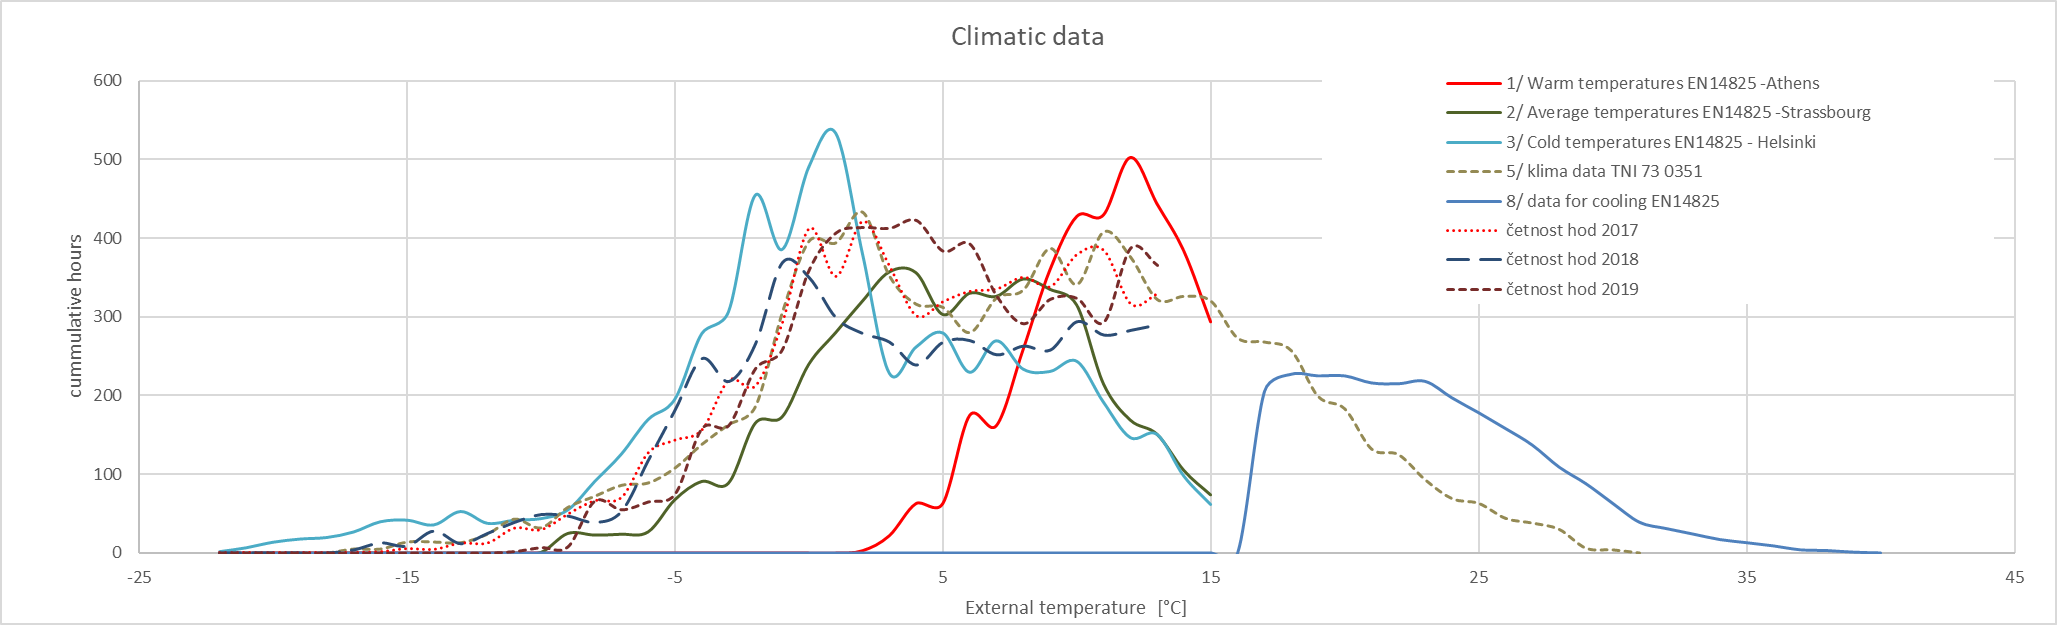 Climatic data
600
500
400
300
200
100
0
cummulative hours
-25 -15 -5 5 15 25 35 45
External temperature [°C]
1/ Warm temperatures EN14825 -Athens
2/ Average temperatures EN14825 -Strassbourg
3/ Cold temperatures EN14825 - Helsinki
5/ klima data TNI 73 0351
8/ data for cooling EN14825
četnost hod 2017
četnost hod 2018
četnost hod 2019